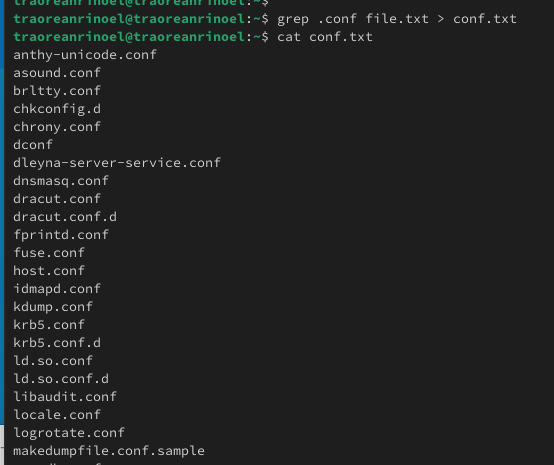 traoreanrinoel@traoreanrinoel:~$
traoreanrinoel@traoreanrinoel:~$ grep .conf file.txt > conf.txt
traoreanrinoel@traoreanrinoel:~$ cat conf.txt
anthy-unicode.conf
asound.conf
brltty.conf
chkconfig.d
chrony.conf
dconf
dleyna-server-service.conf
dnsmasq.conf
dracut.conf
dracut.conf.d
fprintd.conf
fuse.conf
host.conf
idmapd.conf
kdump.conf
krb5.conf
krb5.conf.d
ld.so.conf
ld.so.conf.d
libaudit.conf
locale.conf
logrotate.conf
makedumpfile.conf.sample